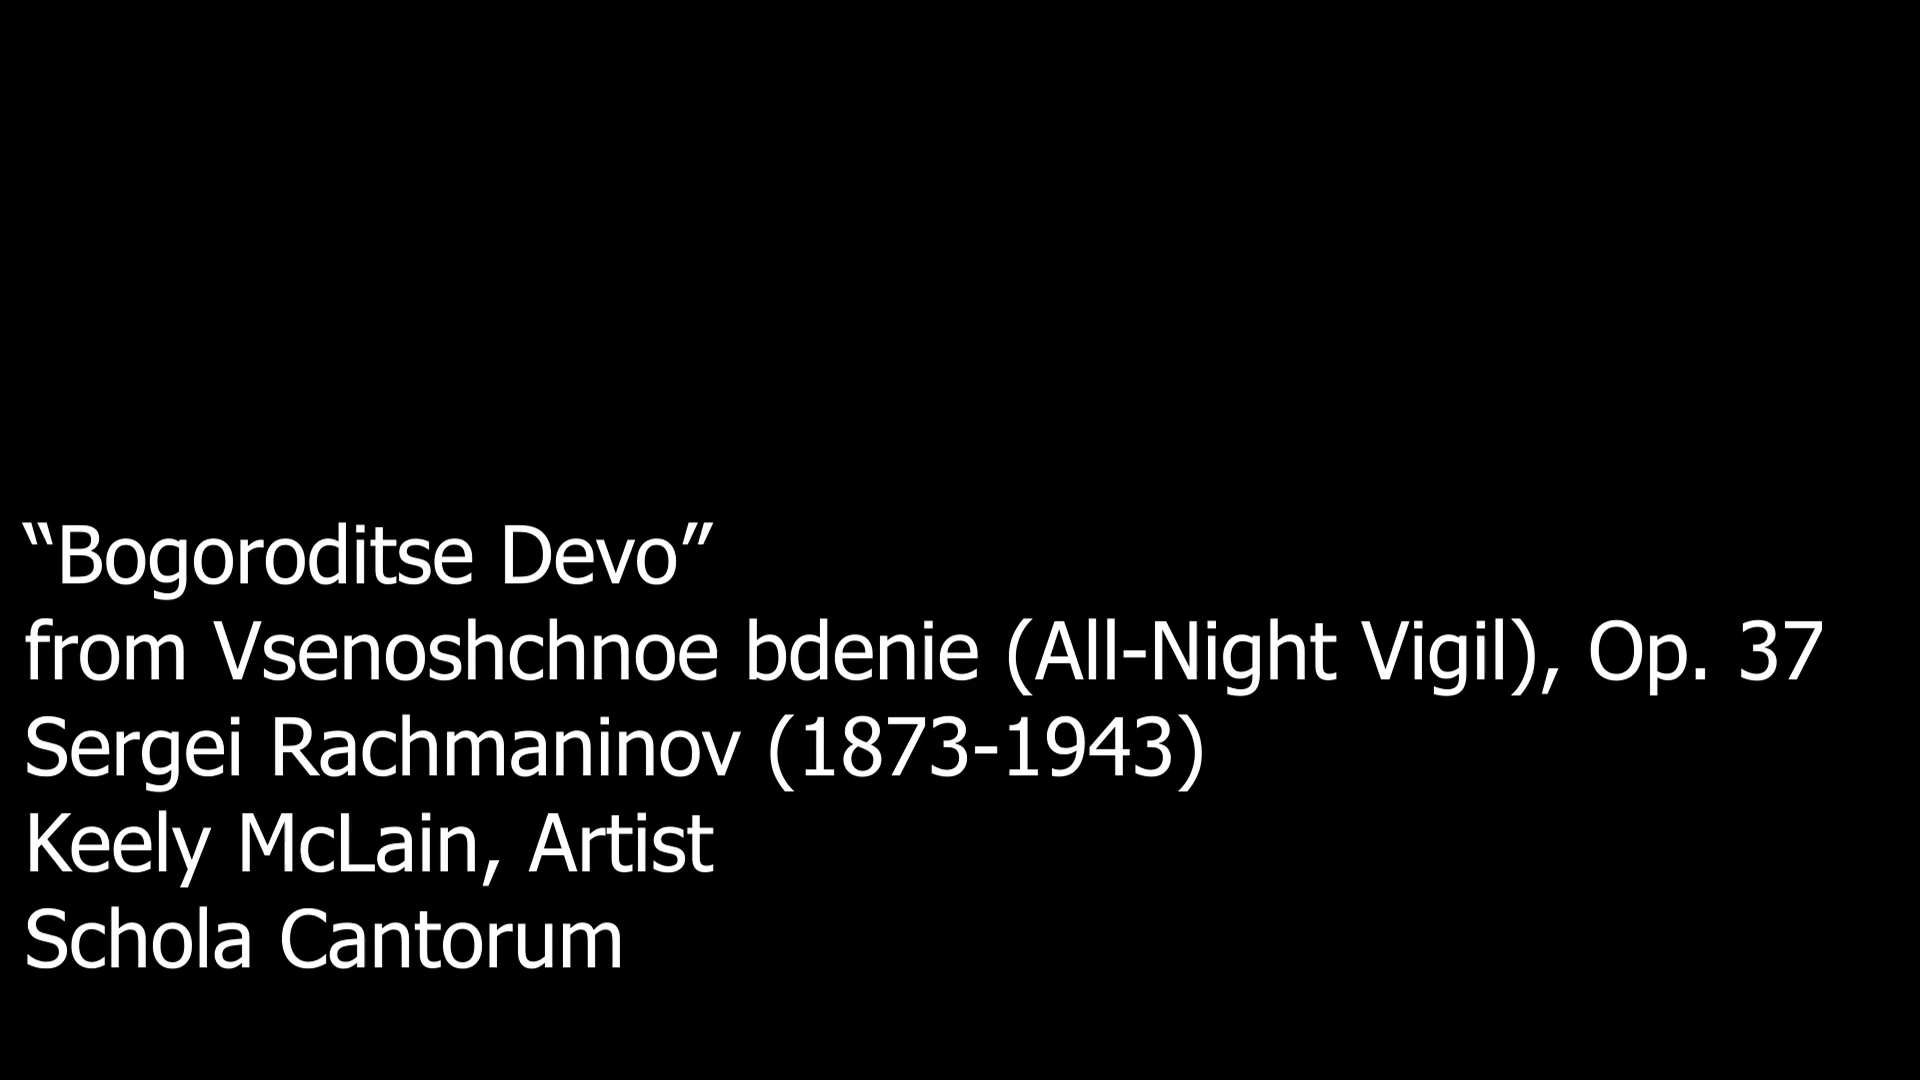 “Bogoroditse Devo”
from Vsenoshchnoe bdenie (All-Night Vigil), Op. 37
Sergei Rachmaninov (1873-1943)
Keely McLain, Artist
Schola Cantorum